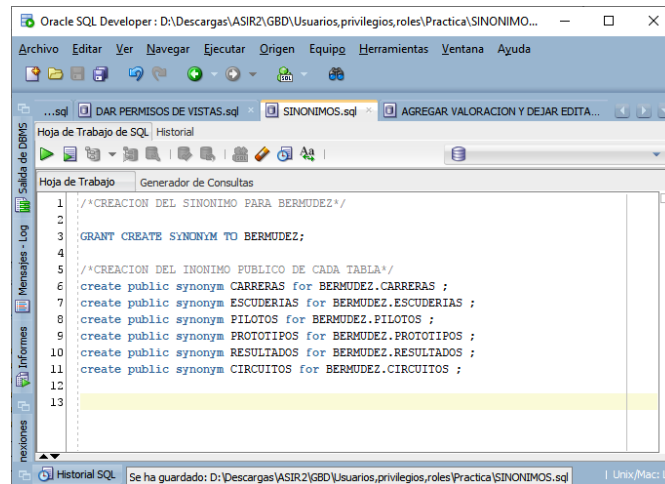 Oracle SQL Developer : D:\Descargas\ASIR2\GBD\Usuarios,privilegios,roles\Practica\SINONIMO...
Archivo Editar Ver Navegar Ejecutar Origen Equipo Herramientas Ventana Ayuda
...sql DAR PERMISOS DE VISTAS.sql SINONIMOS.sql AGREGAR VALORACION Y DEJAR EDITA...
Hoja de Trabajo de SQL Historial
Salida de DBMS
Mensajes - Log
Informes
nexiones
Hoja de Trabajo Generador de Consultas
1 /*CREACION DEL SINONIMO PARA BERMUDEZ*/
2
3 GRANT CREATE SYNONYM TO BERMUDEZ;
4
5 /*CREACION DEL INONIMO PUBLICO DE CADA TABLA*/
6 create public synonym CARRERAS for BERMUDEZ.CARRERAS ;
7 create public synonym ESCUDERIAS for BERMUDEZ.ESCUDERIAS ;
8 create public synonym PILOTOS for BERMUDEZ.PILOTOS ;
9 create public synonym PROTOTIPOS for BERMUDEZ.PROTOTIPOS ;
10 create public synonym RESULTADOS for BERMUDEZ.RESULTADOS ;
11 create public synonym CIRCUITOS for BERMUDEZ.CIRCUITOS ;
12
13
Historial SQL Se ha guardado: D:\Descargas\ASIR2\GBD\Usuarios,privilegios,roles\Practica\SINONIMOS.sql | Unix/Mac: